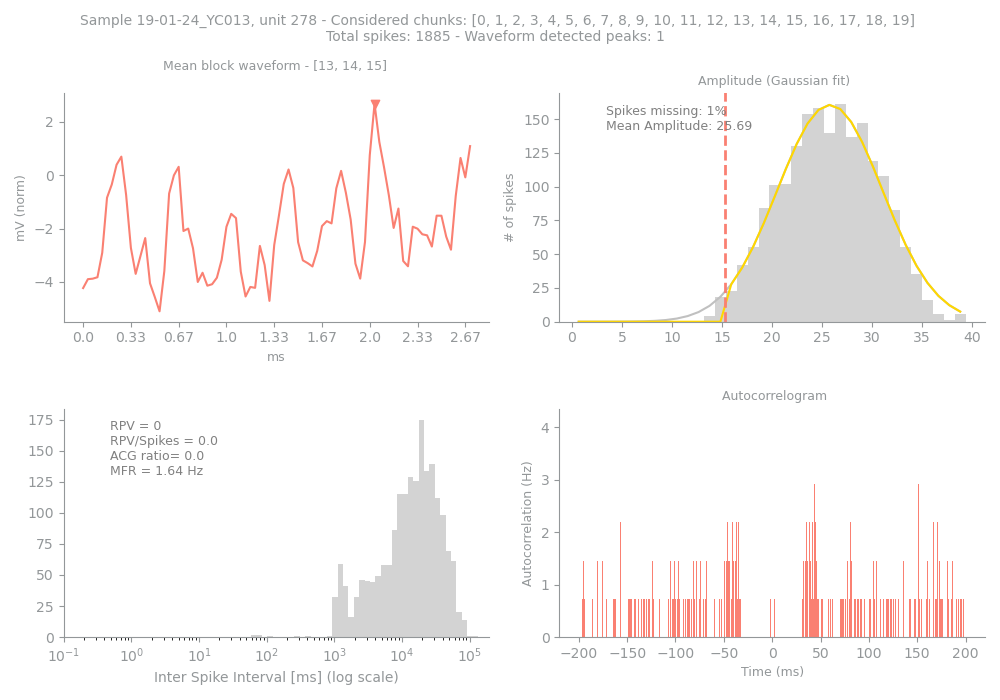 Sample 19-01-24_YC013, unit 278 - Considered chunks: [0, 1, 2, 3, 4, 5, 6, 7, 8, 9, 10, 11, 12, 13, 14, 15, 16, 17, 18, 19]
Total spikes: 1885 - Waveform detected peaks: 1
Mean block waveform - [13, 14, 15]
mV (norm)
2
0
−2
−4
0.0 0.33 0.67 1.0 1.33 1.67 2.0 2.33 2.67
ms
Amplitude (Gaussian fit)
Spikes missing: 1%
Mean Amplitude: 25.69
# of spikes
150
125
100
75
50
25
0
0 5 10 15 20 25 30 35 40
RPV = 0
RPV/Spikes = 0.0
ACG ratio= 0.0
MFR = 1.64 Hz
175
150
125
100
75
50
25
0
10⁻¹ 10⁰ 10¹ 10² 10³ 10⁴ 10⁵
Inter Spike Interval [ms] (log scale)
Autocorrelogram
Autocorrelation (Hz)
4
3
2
1
0
−200 −150 −100 −50 0 50 100 150 200
Time (ms)